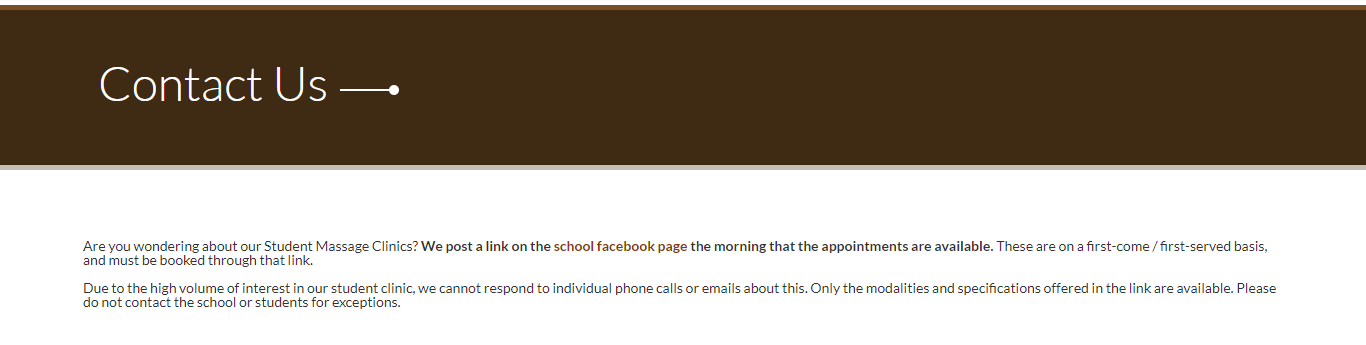 Contact Us
Are you wondering about our Student Massage Clinics? We post a link on the school facebook page the morning that the appointments are available. These are on a first-come / first-served basis,
and must be booked through that link.
Due to the high volume of interest in our student clinic, we cannot respond to individual phone calls or emails about this. Only the modalities and specifications offered in the link are available. Please
do not contact the school or students for exceptions.